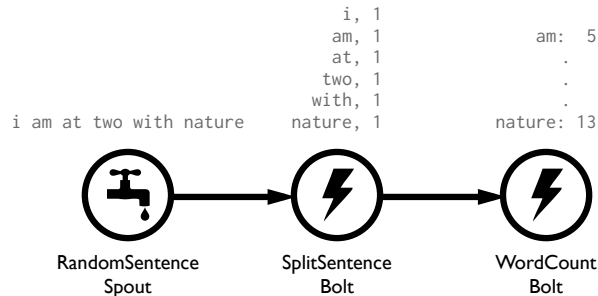 i, 1
am, 1
at, 1
two, 1
with, 1
nature, 1
am: 5
.
.
.
nature: 13
i am at two with nature
RandomSentence
Spout
SplitSentence
Bolt
WordCount
Bolt